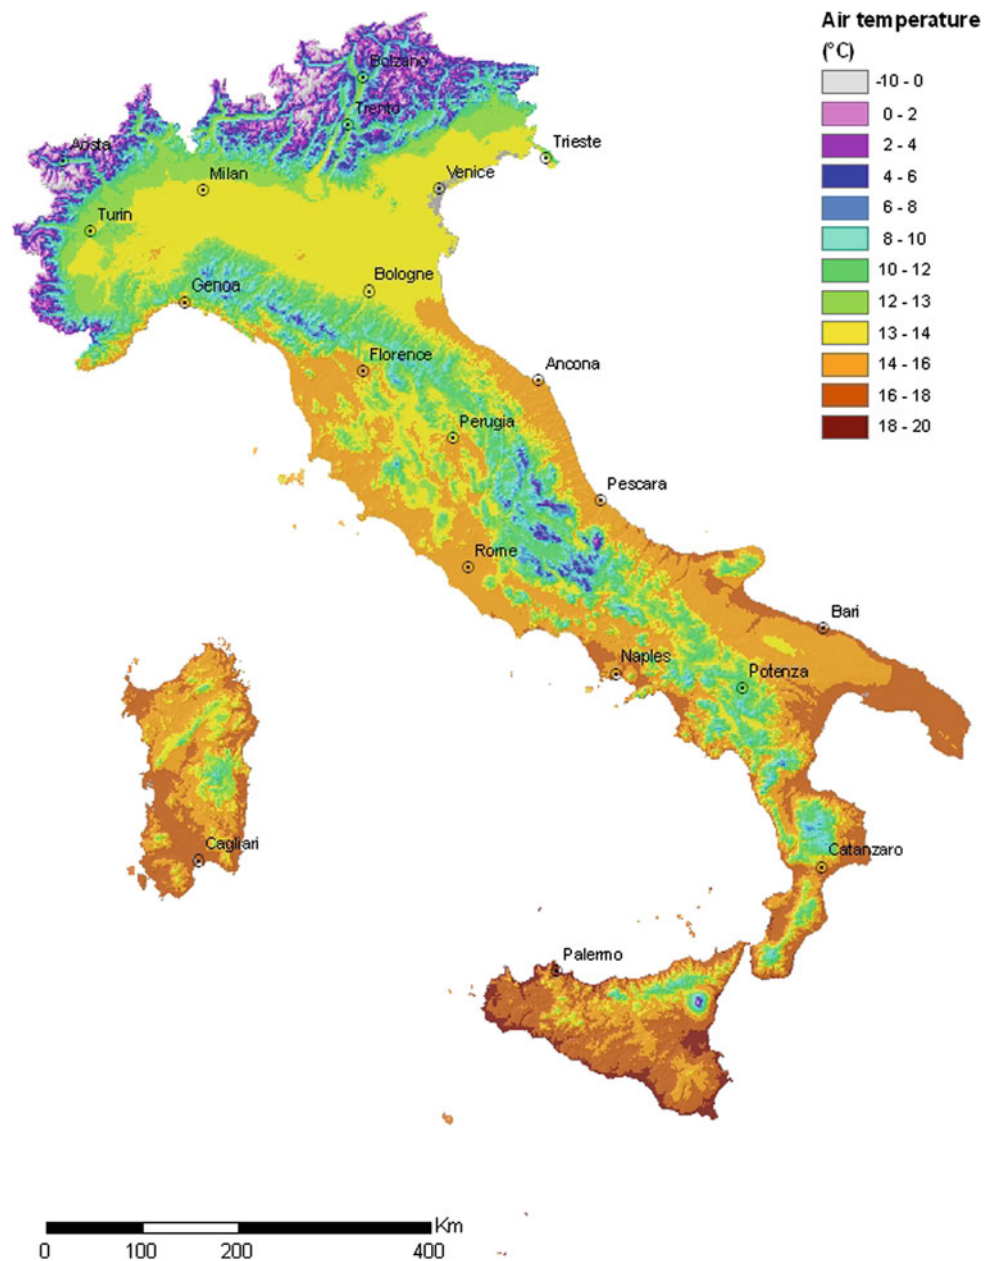 Air temperature
(°C)
-10 - 0
0 - 2
2 - 4
4 - 6
6 - 8
8 - 10
10 - 12
12 - 13
13 - 14
14 - 16
16 - 18
18 - 20
Bolzano
Trento
Aosta
Trieste
Milan
Venice
Turin
Bologne
Genoa
Florence
Ancona
Perugia
Pescara
Rome
Bari
Naples
Potenza
Cagliari
Catanzaro
Palermo
Km
0 100 200 400